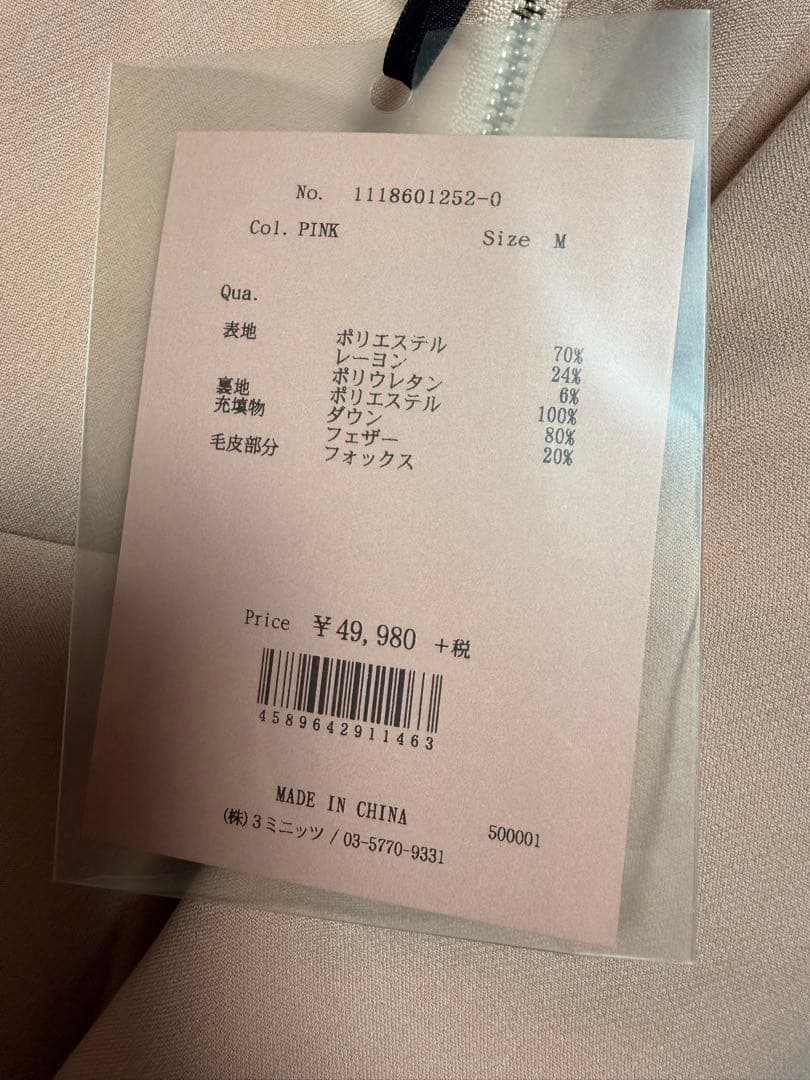 No. 1118601252-0
Col. PINK Size M
Qua.
表地 ポリエステル 70%
レーヨン 24%
ポリウレタン 6%
裏地 ポリエステル 100%
充填物 ダウン 80%
フェザー 20%
毛皮部分 フォックス
Price ¥49,980 +税
4589642911463
MADE IN CHINA
(株)3ミニッツ / 03-5770-9331 500001